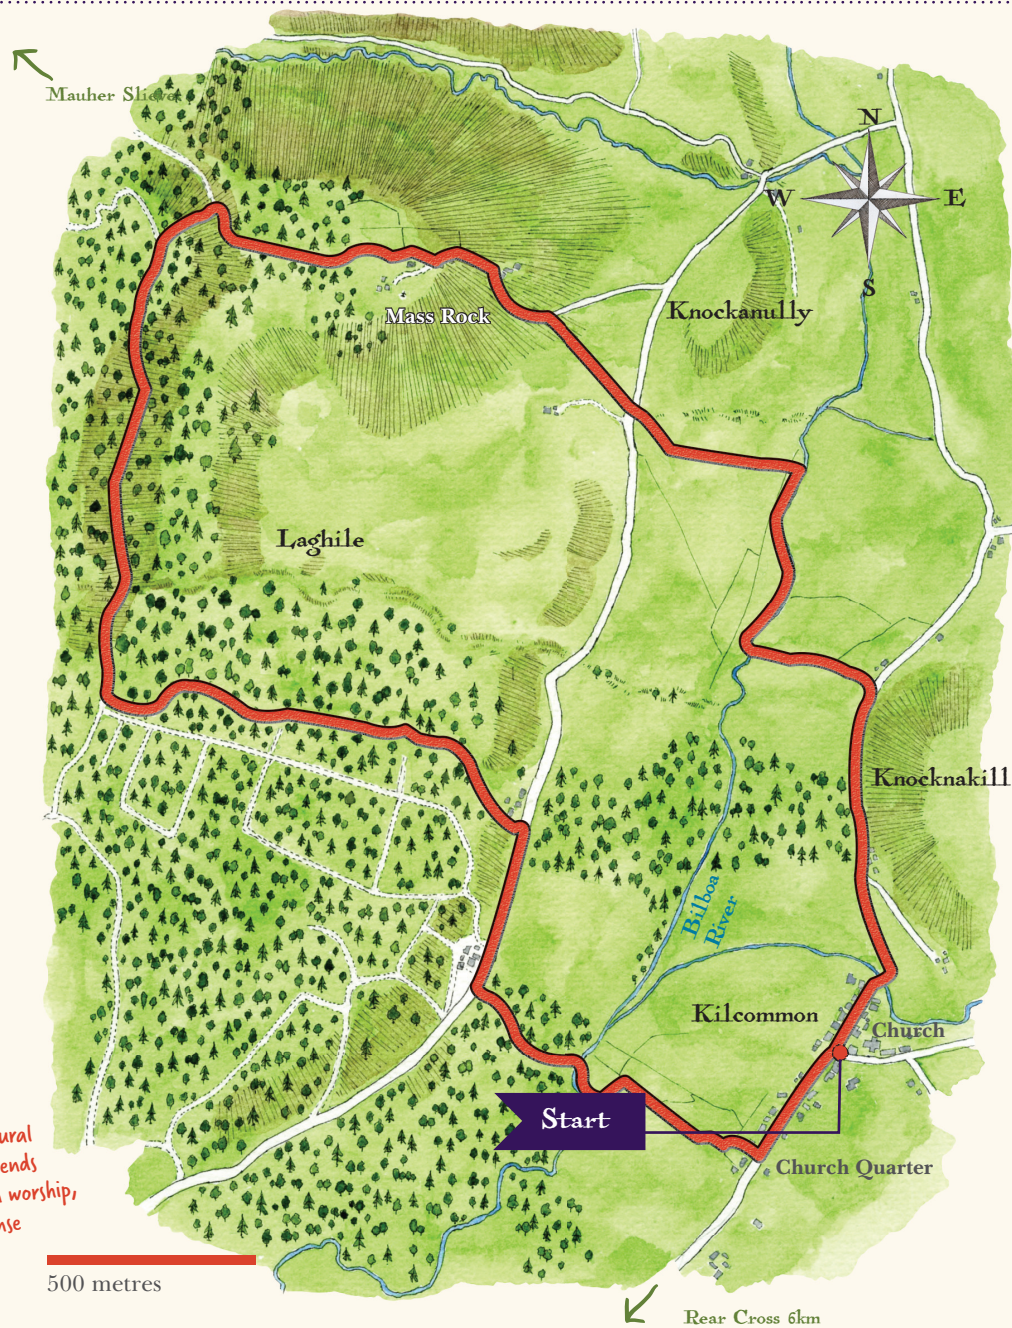 Mauher Slieve
N
W
E
S
Knockanully
Mass Rock
Laghile
Knocknakill
Bilboa
River
Kilcommon
Church
Start
Church Quarter
ural
ends
worship,
nse
500 metres
Rear Cross 6km